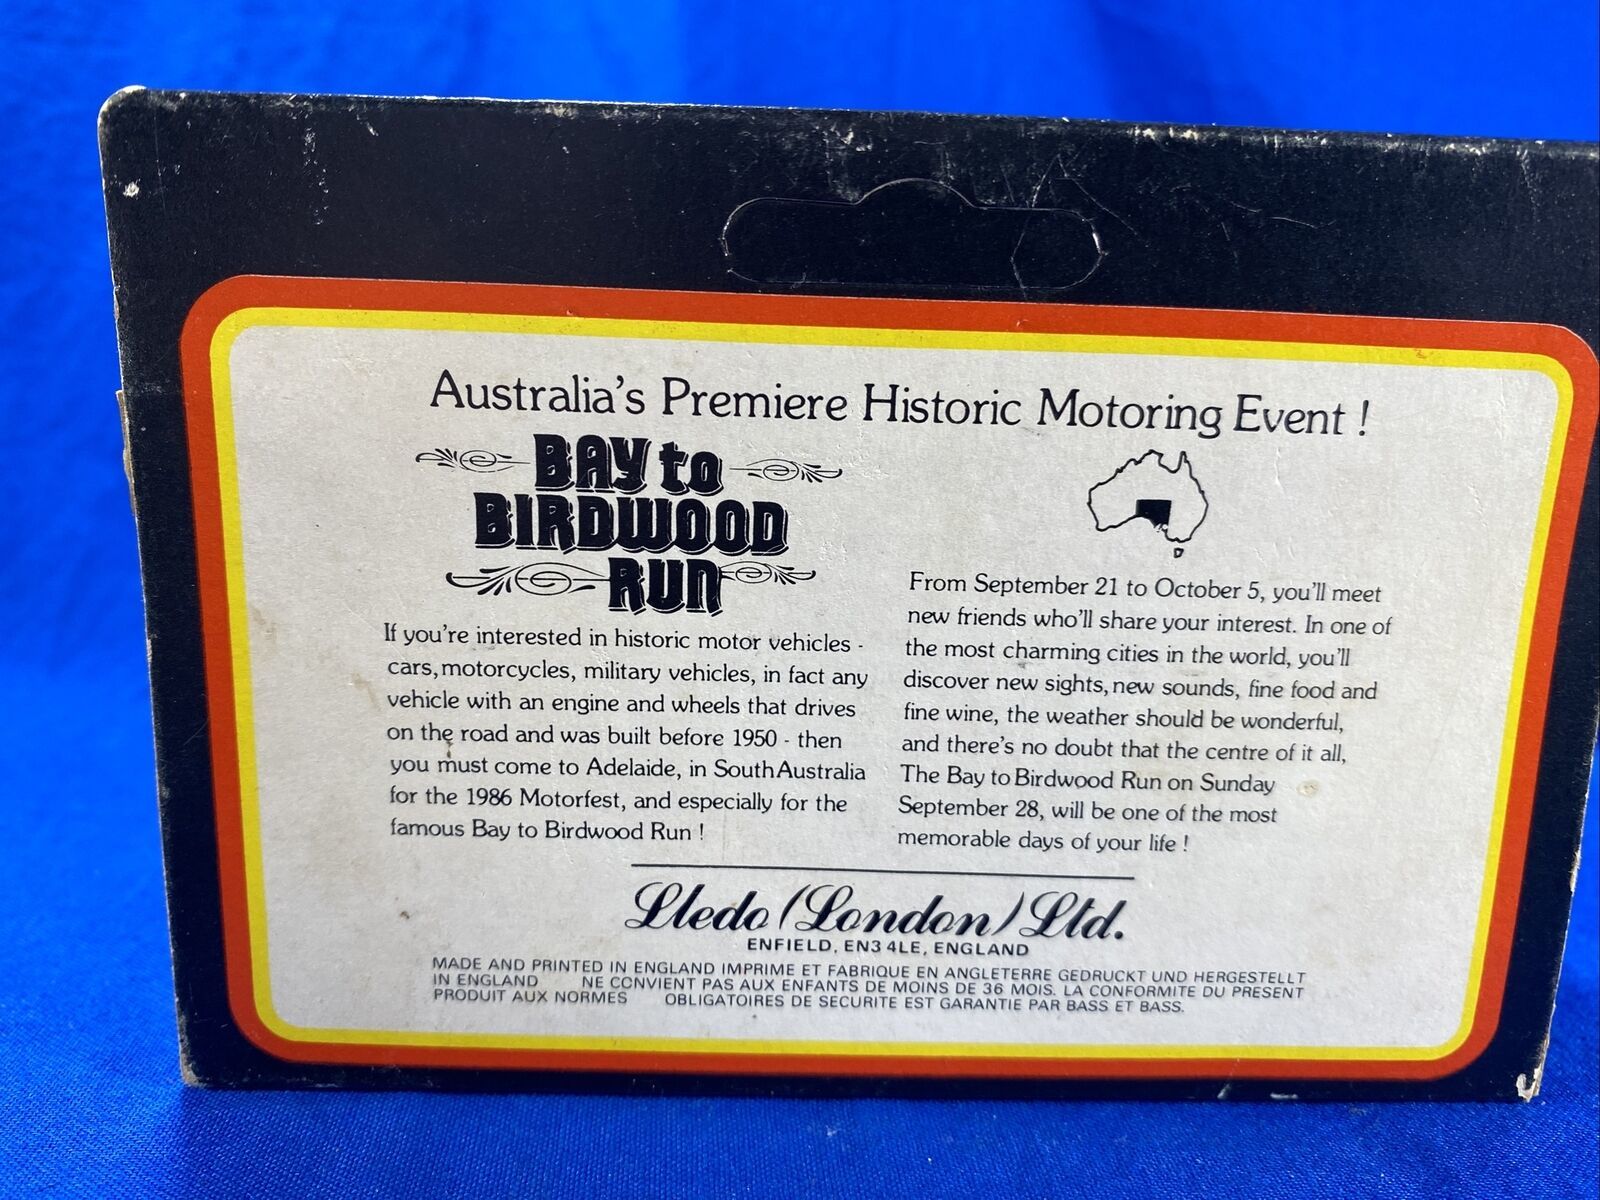 Australia's Premiere Historic Motoring Event !
BAY to
BIRDWOOD
RUN
If you're interested in historic motor vehicles -
cars, motorcycles, military vehicles, in fact any
vehicle with an engine and wheels that drives
on the road and was built before 1950 - then
you must come to Adelaide, in South Australia
for the 1986 Motorfest, and especially for the
famous Bay to Birdwood Run !
From September 21 to October 5, you'll meet
new friends who'll share your interest. In one of
the most charming cities in the world, you'll
discover new sights, new sounds, fine food and
fine wine, the weather should be wonderful,
and there's no doubt that the centre of it all,
The Bay to Birdwood Run on Sunday
September 28, will be one of the most
memorable days of your life !
Lledo (London) Ltd.
ENFIELD, EN3 4LE, ENGLAND
MADE AND PRINTED IN ENGLAND IMPRIME ET FABRIQUE EN ANGLETERRE GEDRUCKT UND HERGESTELLT
IN ENGLAND NE CONVIENT PAS AUX ENFANTS DE MOINS DE 36 MOIS. LA CONFORMITE DU PRESENT
PRODUIT AUX NORMES OBLIGATOIRES DE SECURITE EST GARANTIE PAR BASS ET BASS.